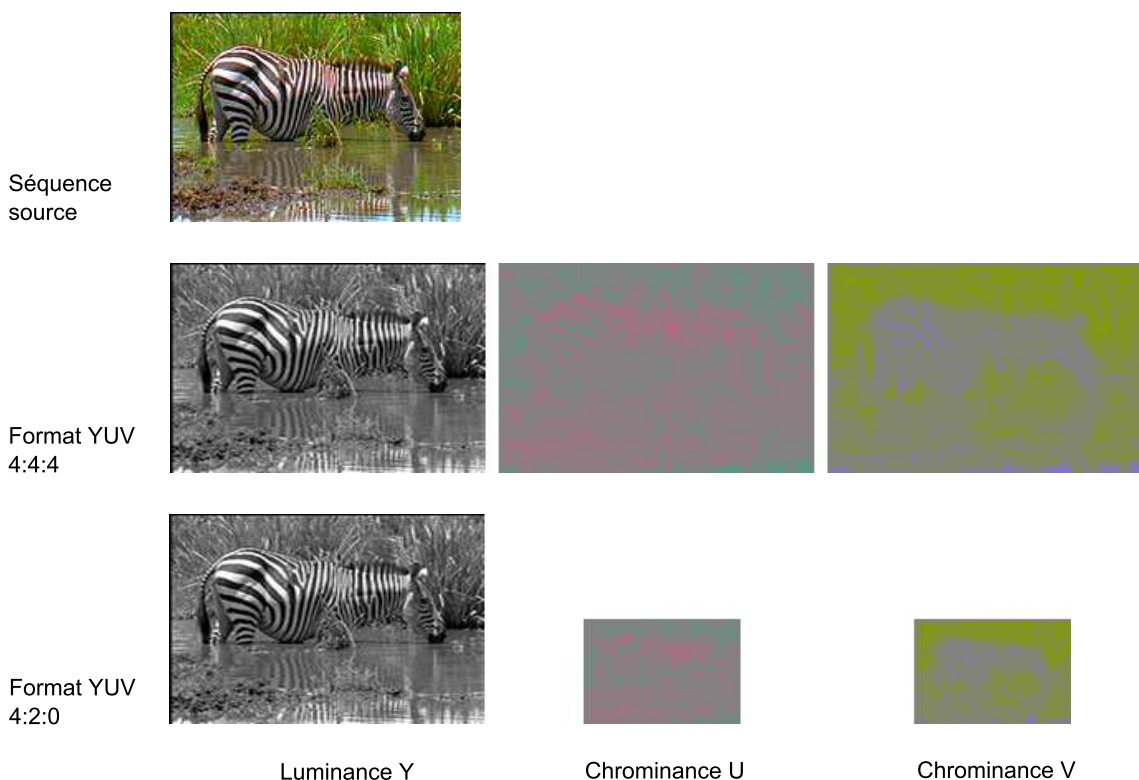 Séquence
source
Format YUV
4:4:4
Format YUV
4:2:0
Luminance Y
Chrominance U
Chrominance V